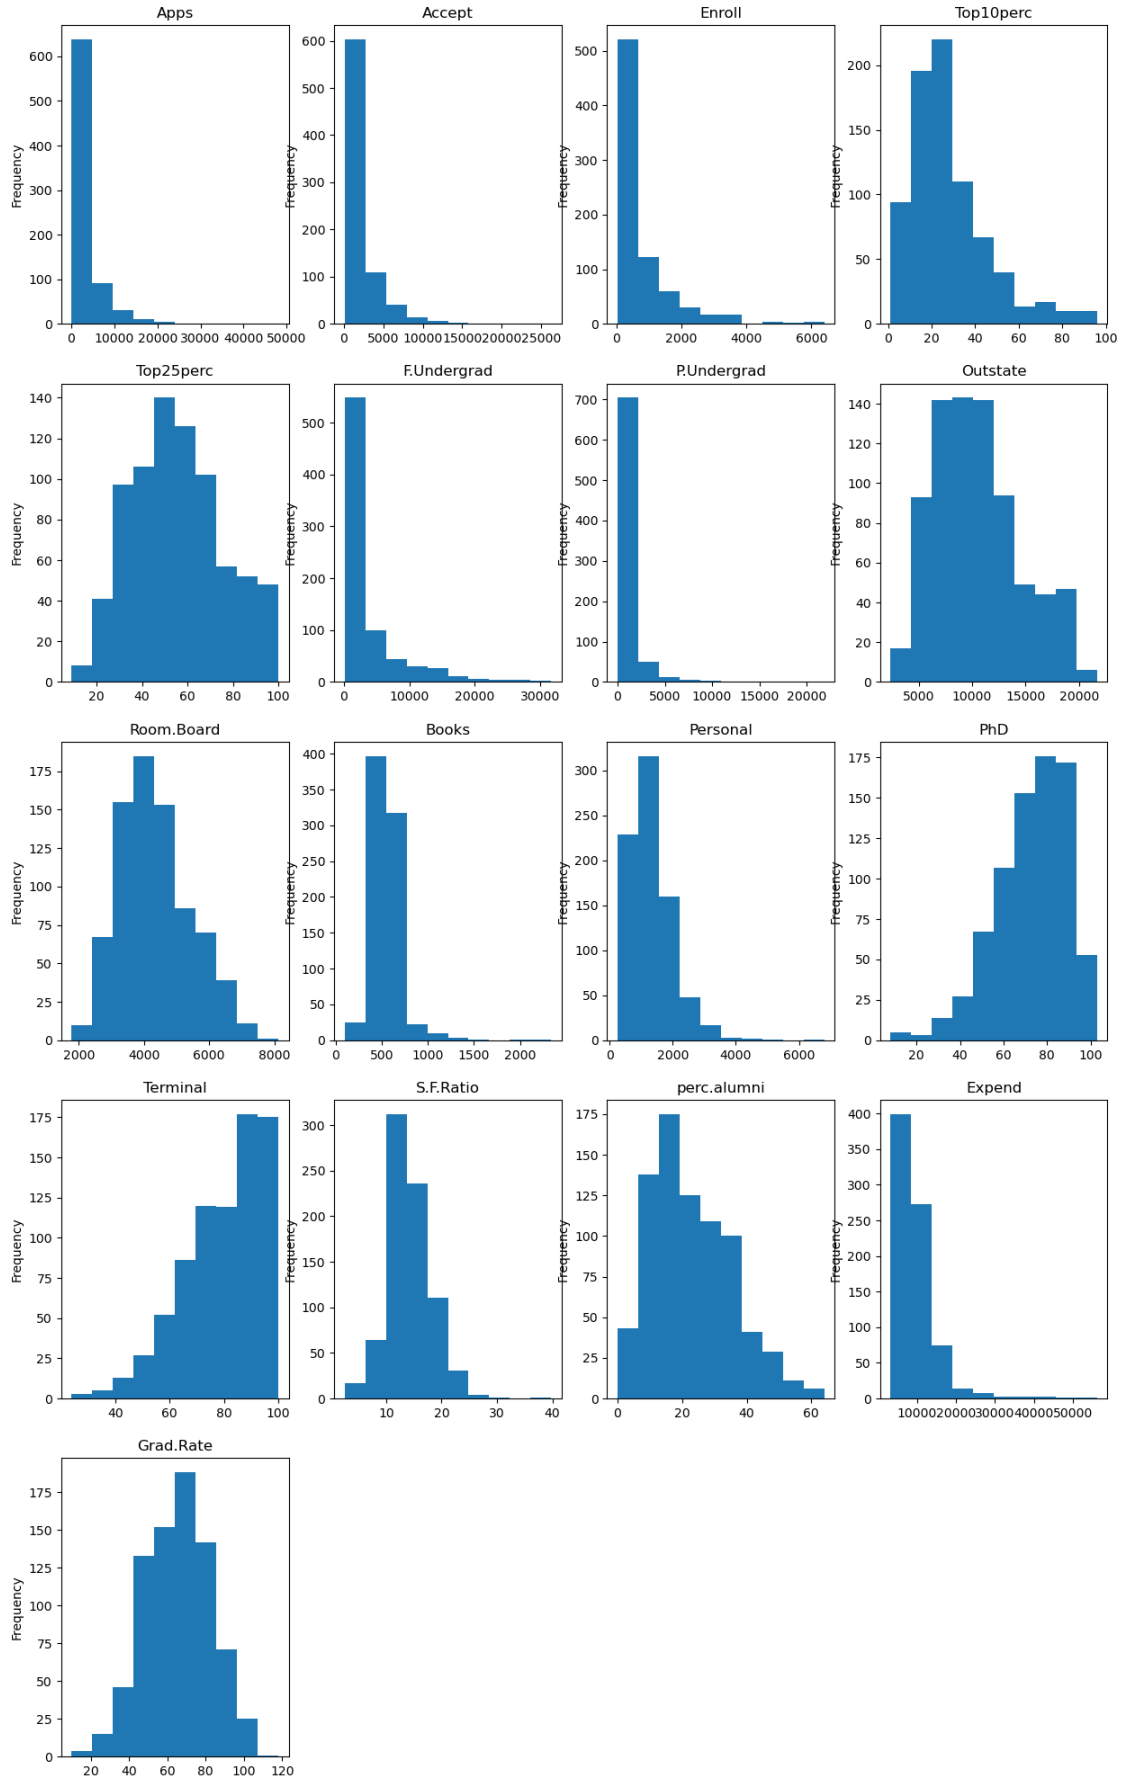 Apps
Accept
Enroll
Top10perc
Frequency
600
500
400
300
200
100
0
0 10000 20000 30000 40000 50000
Frequency
600
500
400
300
200
100
0
0 5000 10000 15000 20000 25000
Frequency
500
400
300
200
100
0
0 2000 4000 6000
Frequency
200
150
100
50
0
0 20 40 60 80 100
Top25perc
F.Undergrad
P.Undergrad
Outstate
Frequency
140
120
100
80
60
40
20
0
20 40 60 80 100
Frequency
500
400
300
200
100
0
0 10000 20000 30000
Frequency
700
600
500
400
300
200
100
0
0 5000 10000 15000 20000
Frequency
140
120
100
80
60
40
20
0
5000 10000 15000 20000
Room.Board
Books
Personal
PhD
Frequency
175
150
125
100
75
50
25
0
2000 4000 6000 8000
Frequency
400
350
300
250
200
150
100
50
0
0 500 1000 1500 2000
Frequency
300
250
200
150
100
50
0
0 2000 4000 6000
Frequency
175
150
125
100
75
50
25
0
20 40 60 80 100
Terminal
S.F.Ratio
perc.alumni
Expend
Frequency
175
150
125
100
75
50
25
0
40 60 80 100
Frequency
300
250
200
150
100
50
0
10 20 30 40
Frequency
175
150
125
100
75
50
25
0
0 20 40 60
Frequency
400
350
300
250
200
150
100
50
0
10000 20000 30000 40000 50000
Grad.Rate
Frequency
175
150
125
100
75
50
25
0
20 40 60 80 100 120